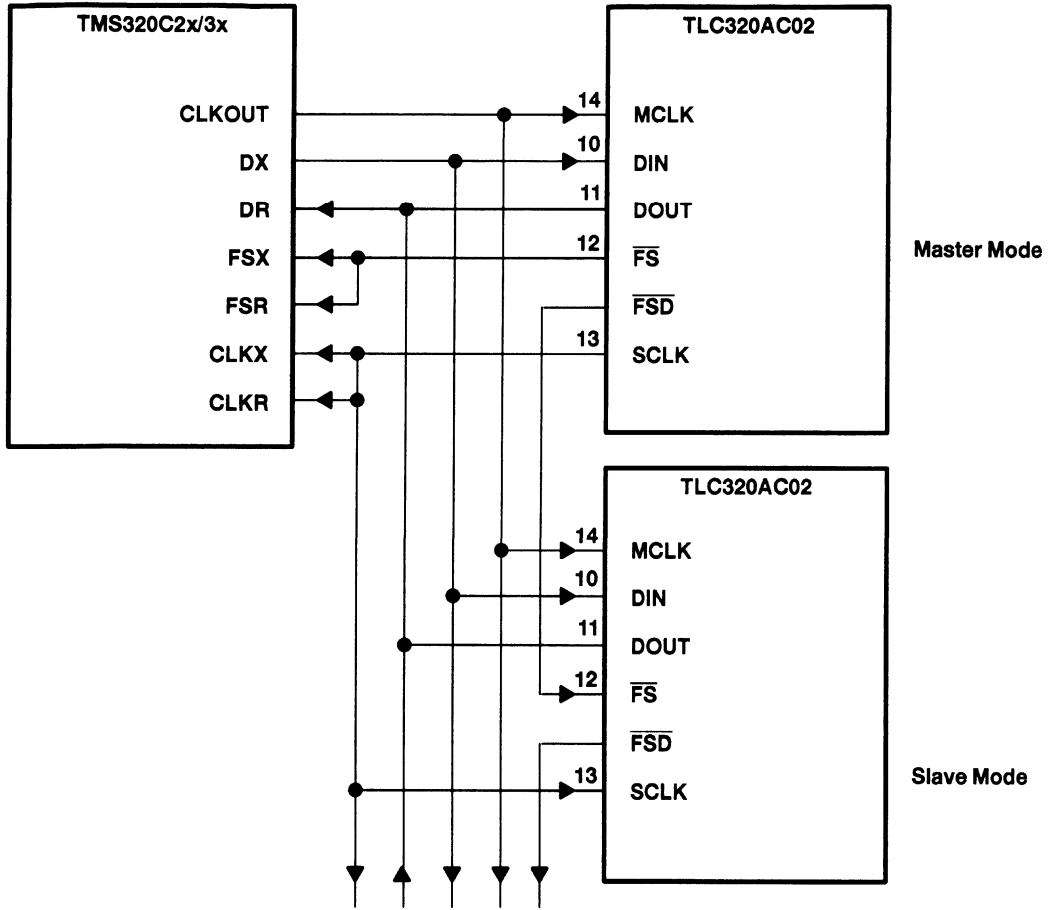 TMS320C2x/3x
CLKOUT
DX
DR
FSX
FSR
CLKX
CLKR
TLC320AC02
14 MCLK
10 DIN
11 DOUT
12 FS
FSD
13 SCLK
Master Mode
TLC320AC02
14 MCLK
10 DIN
11 DOUT
12 FS
FSD
13 SCLK
Slave Mode